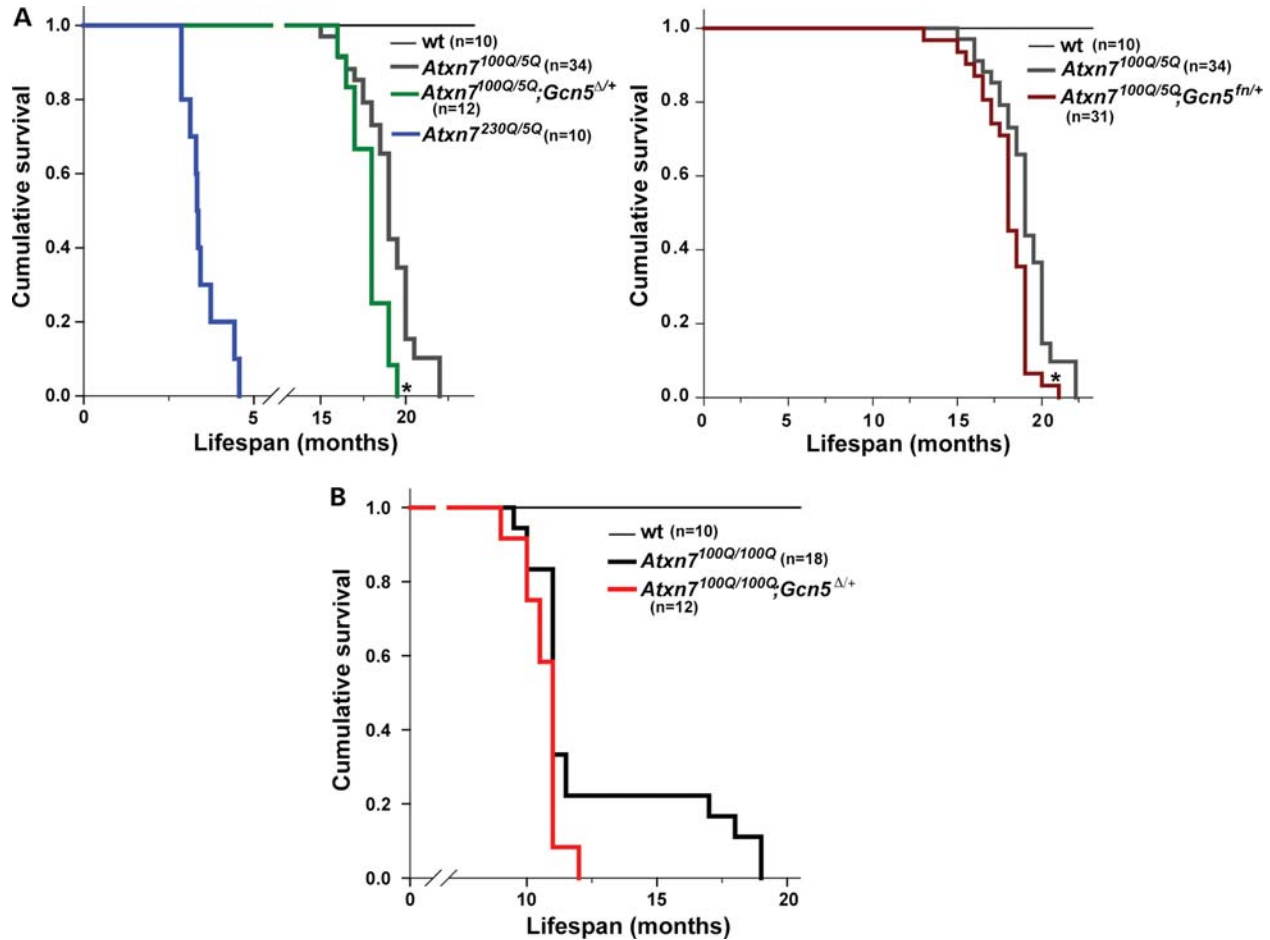 A
Cumulative survival
1.0
0.8
0.6
0.4
0.2
0.0
wt (n=10)
Atxn7100Q/5Q (n=34)
Atxn7100Q/5Q;Gcn5Δ/+
(n=12)
Atxn7230Q/5Q (n=10)
*
0 5 15 20
Lifespan (months)
Cumulative survival
1.0
0.8
0.6
0.4
0.2
0.0
wt (n=10)
Atxn7100Q/5Q (n=34)
Atxn7100Q/5Q;Gcn5fn/+
(n=31)
*
0 5 10 15 20
Lifespan (months)
B
Cumulative survival
1.0
0.8
0.6
0.4
0.2
0.0
wt (n=10)
Atxn7100Q/100Q (n=18)
Atxn7100Q/100Q;Gcn5Δ/+
(n=12)
0 10 15 20
Lifespan (months)